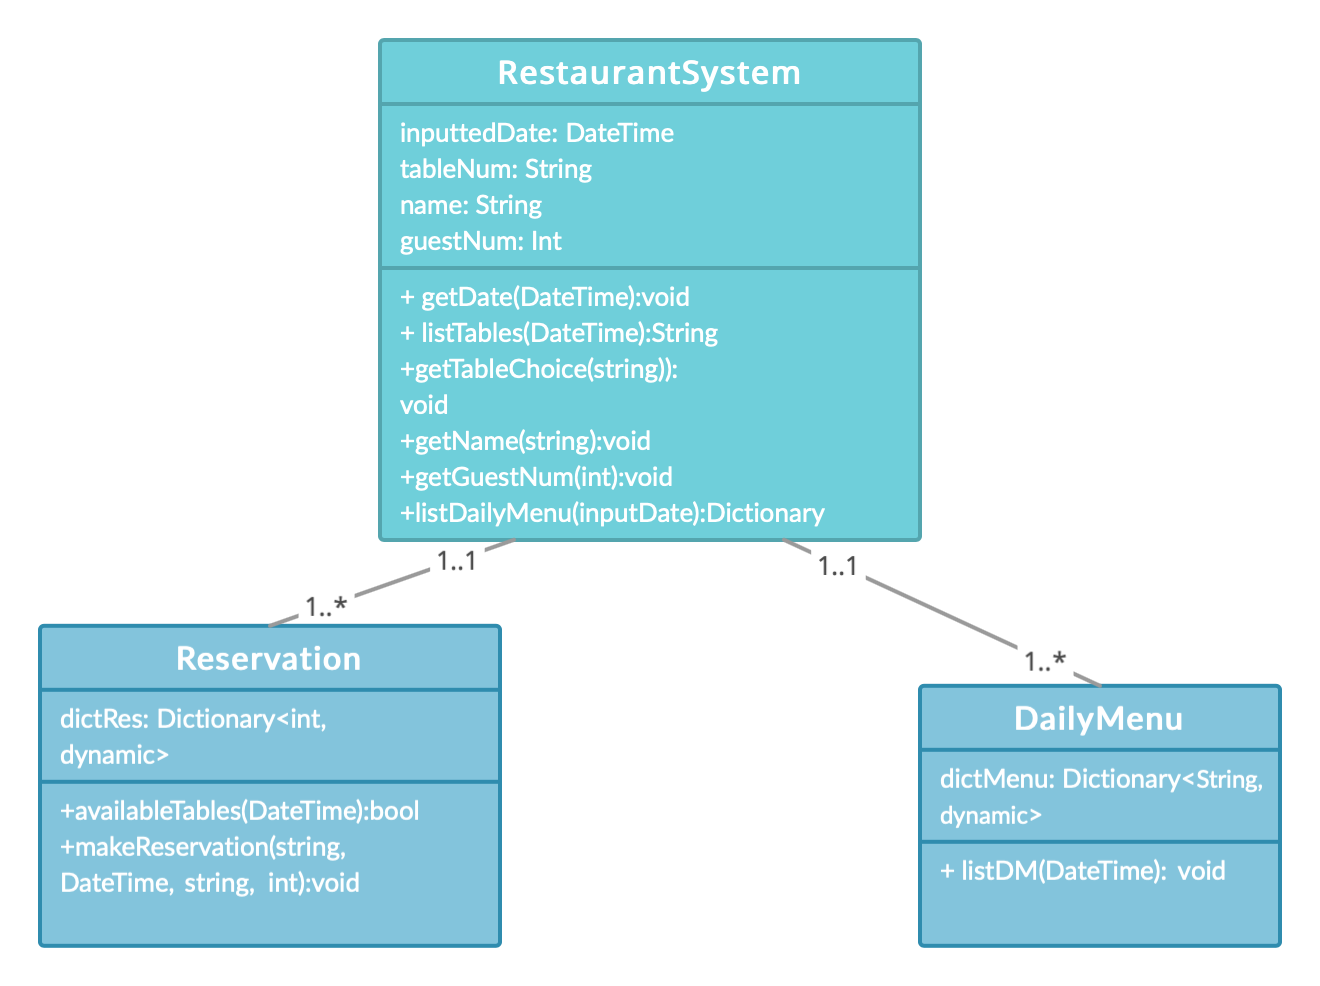 RestaurantSystem
inputtedDate: DateTime
tableNum: String
name: String
guestNum: Int
+ getDate(DateTime):void
+ listTables(DateTime):String
+getTableChoice(string)):
void
+getName(string):void
+getGuestNum(int):void
+listDailyMenu(inputDate):Dictionary
1..1
1..1
1..*
1..*
Reservation
dictRes: Dictionary<int,
dynamic>
+availableTables(DateTime):bool
+makeReservation(string,
DateTime, string, int):void
DailyMenu
dictMenu: Dictionary<String,
dynamic>
+ listDM(DateTime): void